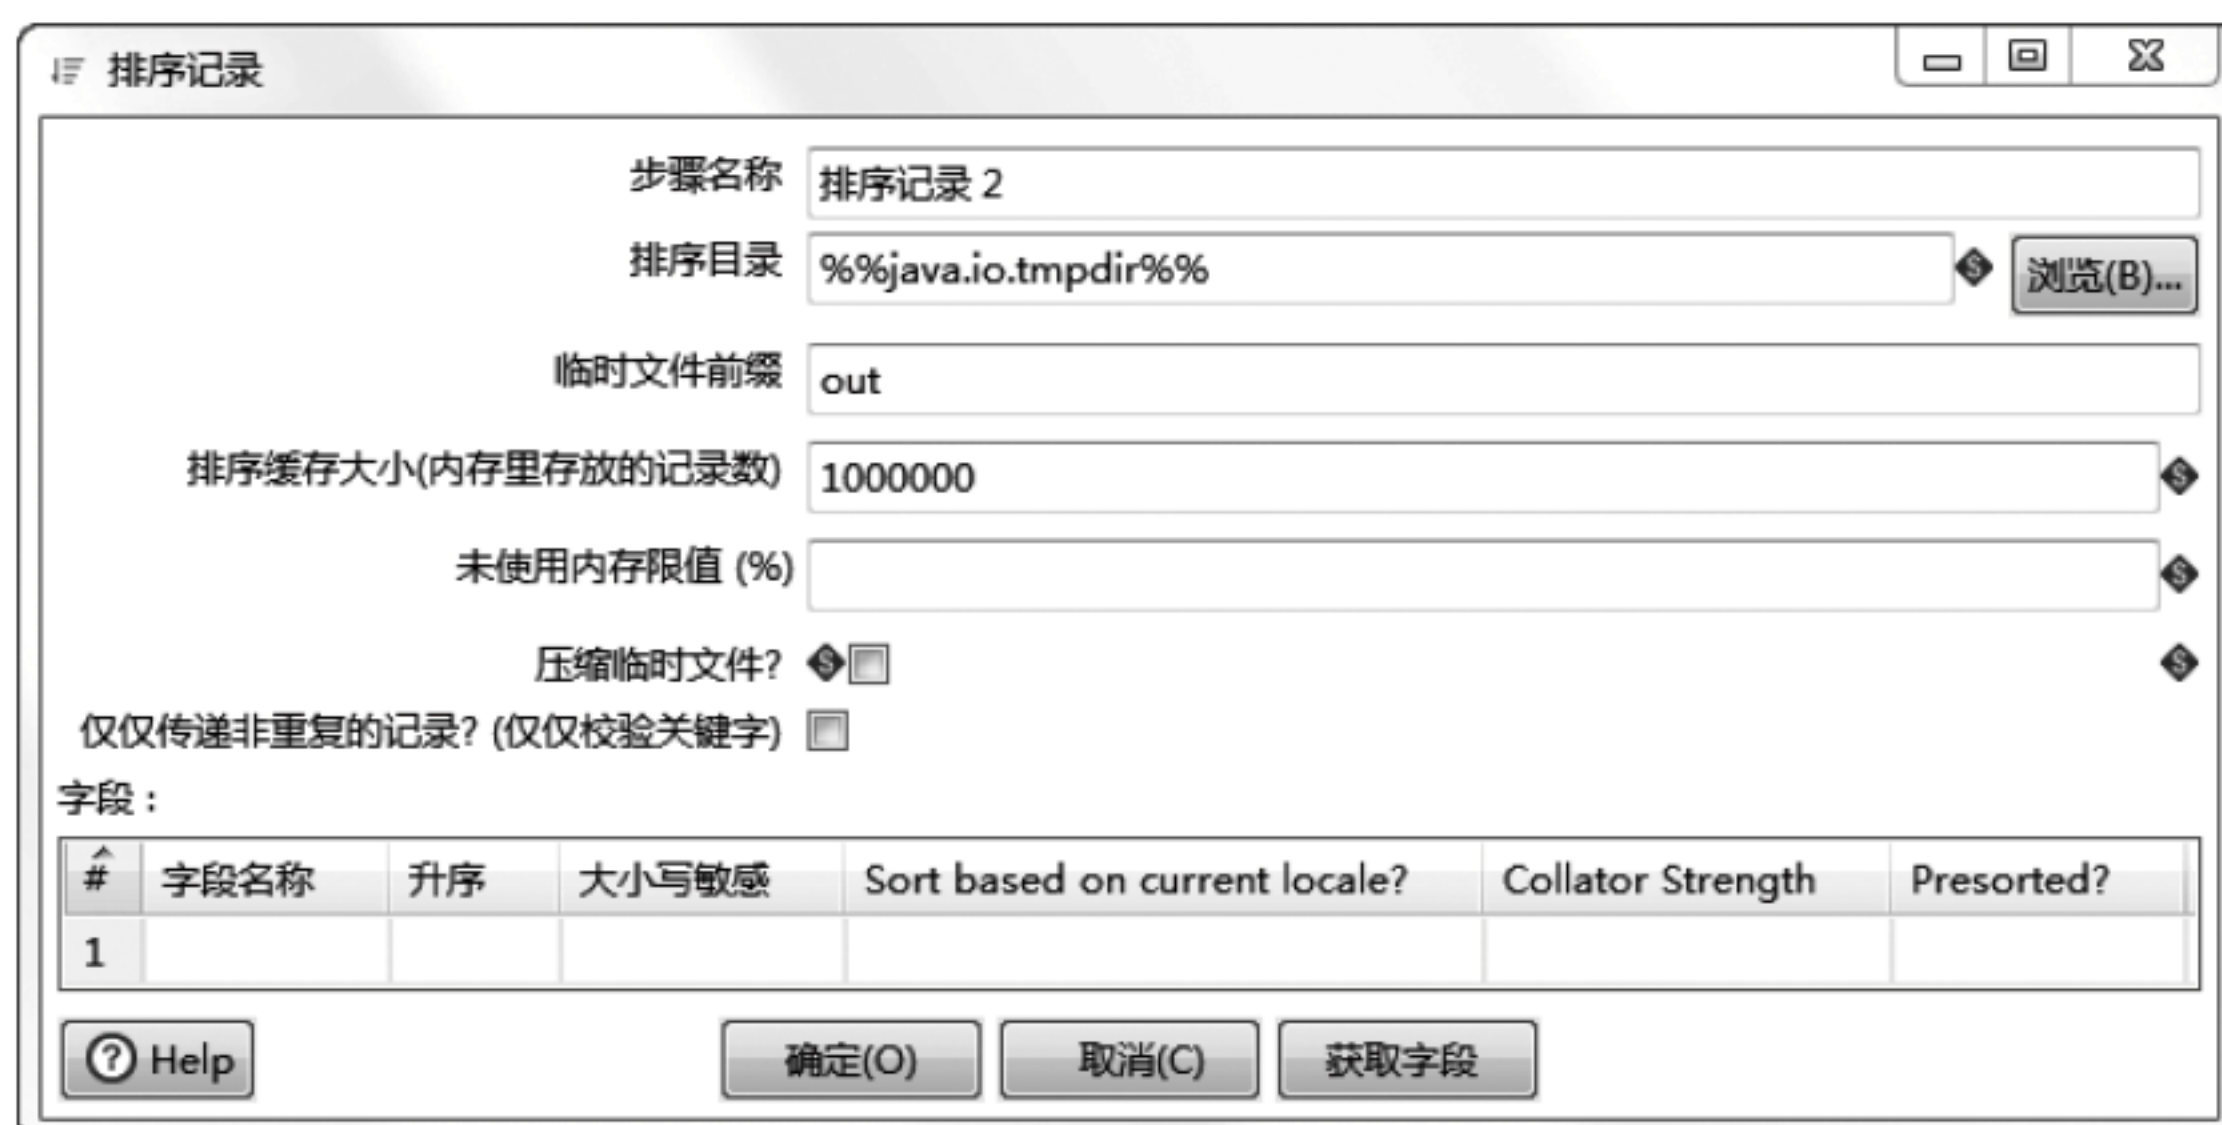 排序记录
步骤名称 排序记录 2
排序目录 %%java.io.tmpdir%% 浏览(B)...
临时文件前缀 out
排序缓存大小(内存里存放的记录数) 1000000
未使用内存限值 (%)
压缩临时文件?
仅仅传递非重复的记录? (仅仅校验关键字)
字段：
# 字段名称 升序 大小写敏感 Sort based on current locale? Collator Strength Presorted?
1
Help 确定(O) 取消(C) 获取字段